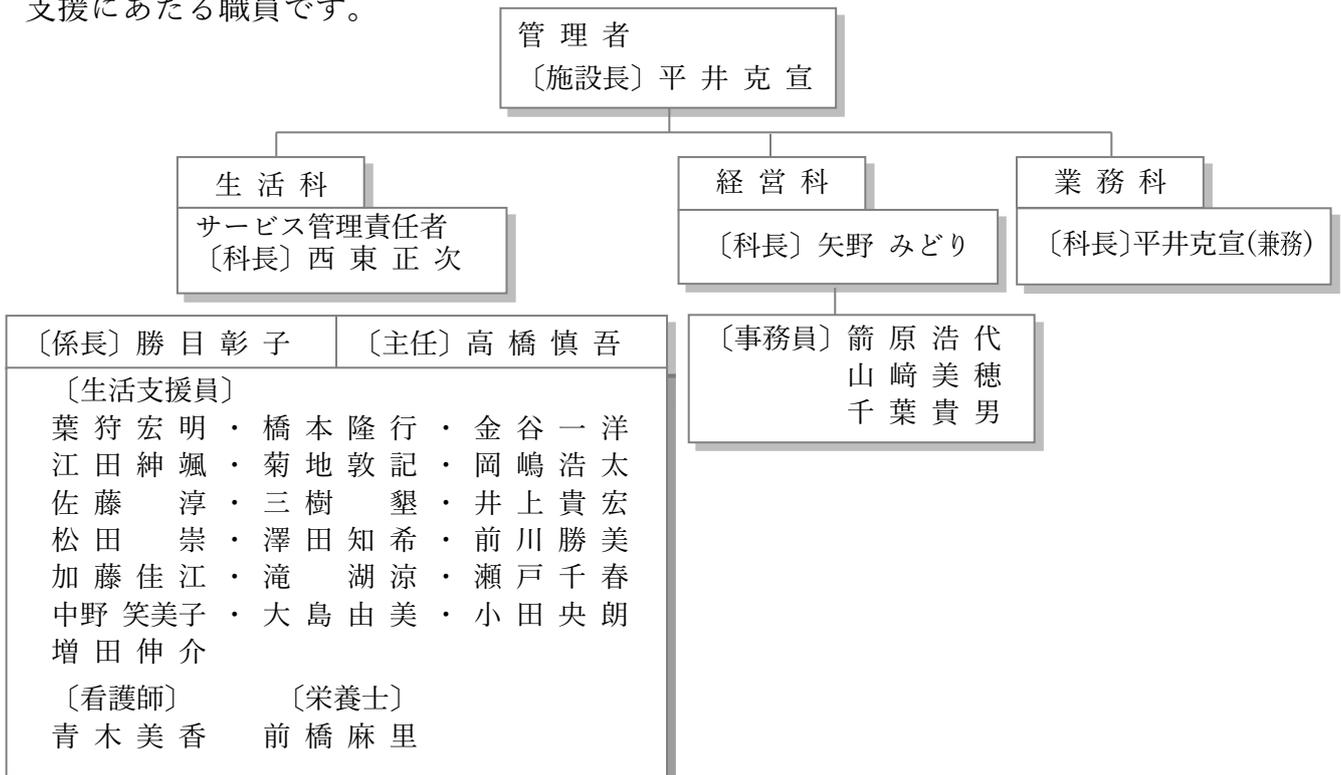 支援にあたる職員です。
管理者
〔施設長〕平井克宣
生活科
サービス管理責任者
〔科長〕西東正次
経営科
〔科長〕矢野 みどり
業務科
〔科長〕平井克宣(兼務)
〔係長〕勝目彰子
〔主任〕高橋慎吾
〔生活支援員〕
葉狩宏明・橋本隆行・金谷一洋
江田紳颯・菊地敦記・岡嶋浩太
佐藤　淳・三樹　墾・井上貴宏
松田　崇・澤田知希・前川勝美
加藤佳江・滝　湖涼・瀬戸千春
中野 笑美子・大島由美・小田央朗
増田伸介
〔看護師〕 〔栄養士〕
青木美香 前橋麻里
〔事務員〕箭原浩代
山﨑美穂
千葉貴男